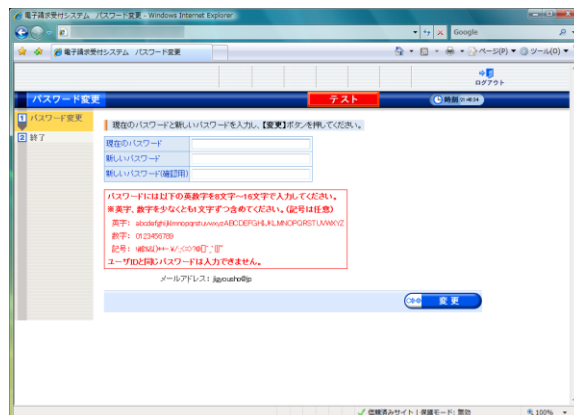 電子請求受付システム パスワード変更 - Windows Internet Explorer
Google
電子請求受付システム パスワード変更
ページ(P) ツール(O)
ログアウト
パスワード変更
テスト
時刻
1 パスワード変更
2 終了
現在のパスワードと新しいパスワードを入力し、【変更】ボタンを押してください。
現在のパスワード
新しいパスワード
新しいパスワード(確認用)
パスワードには以下の英数字を8文字～16文字で入力してください。
※英字、数字を少なくとも1文字ずつ含めてください。(記号は任意)
英字: abcdefghijklmnopqrstuvwxyzABCDEFGHIJKLMNOPQRSTUVWXYZ
数字: 0123456789
記号:
ユーザIDと同じパスワードは入力できません。
メールアドレス: jigyousho@jp
変更
信頼済みサイト | 保護モード: 無効
100%